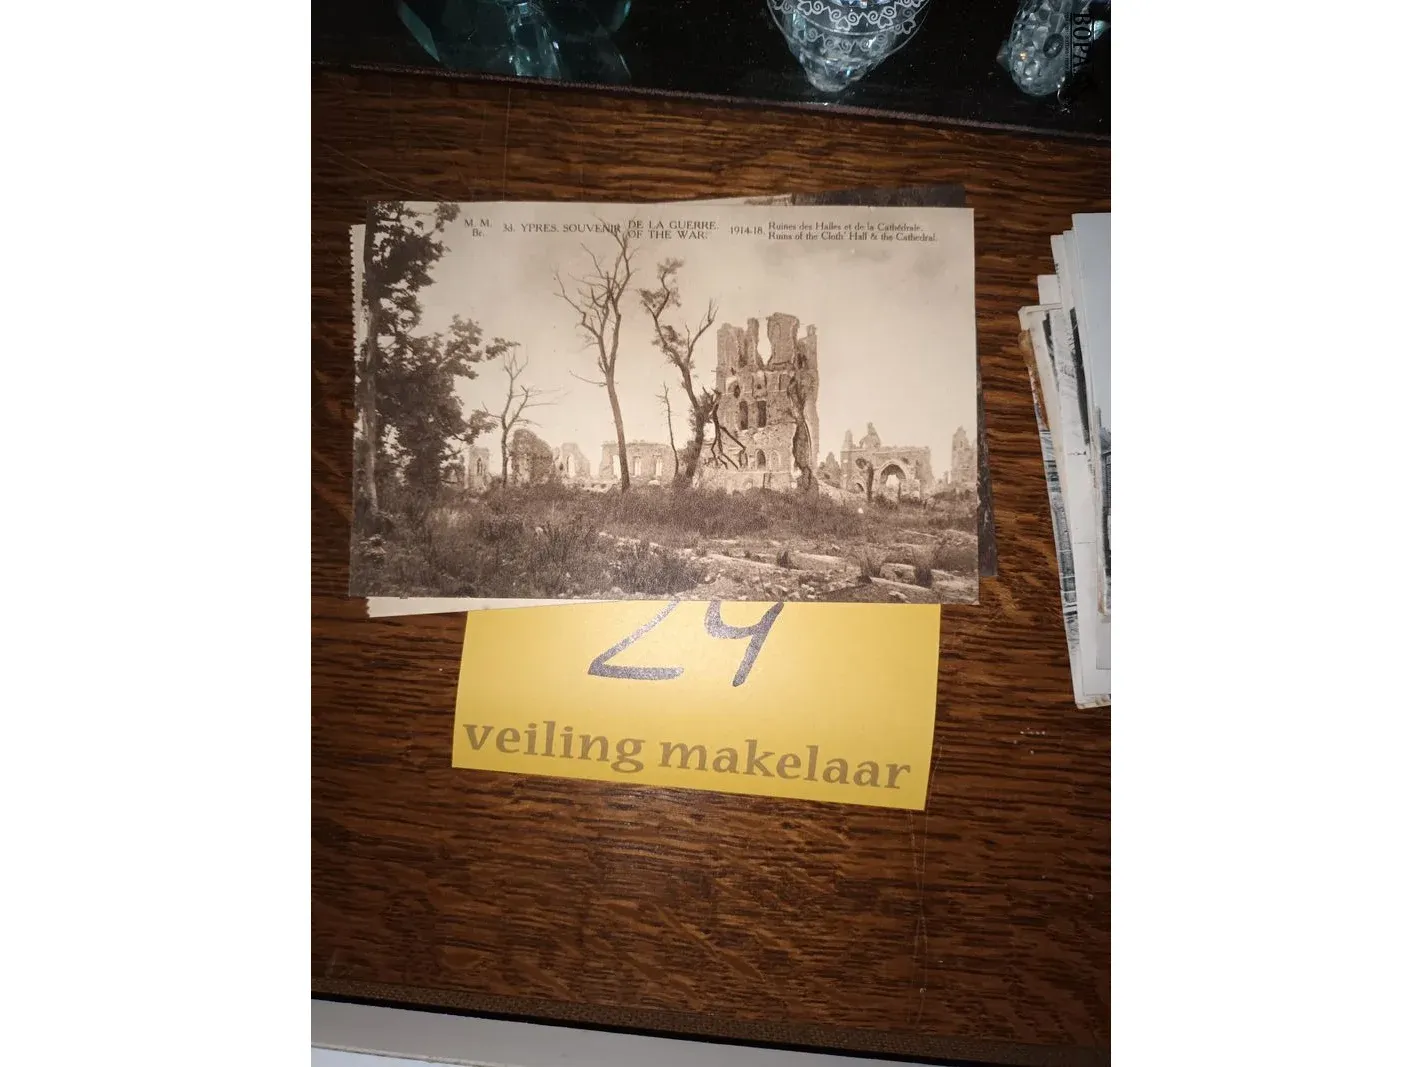 M. M. 3d. YPRES. SOUVENIR DE LA GUERRE. 1914-18. Ruines des Halles et de la Cathédrale.
Br. OF THE WAR. Ruins of the Cloth' Hall & the Cathedral.
24
veiling makelaar